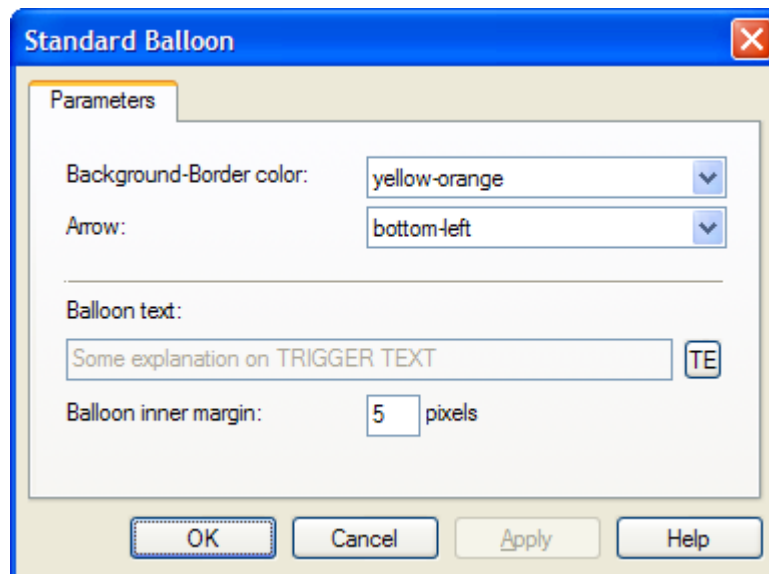 Standard Balloon
Parameters
Background-Border color: yellow-orange
Arrow: bottom-left
Balloon text:
Some explanation on TRIGGER TEXT TE
Balloon inner margin: 5 pixels
OK Cancel Apply Help